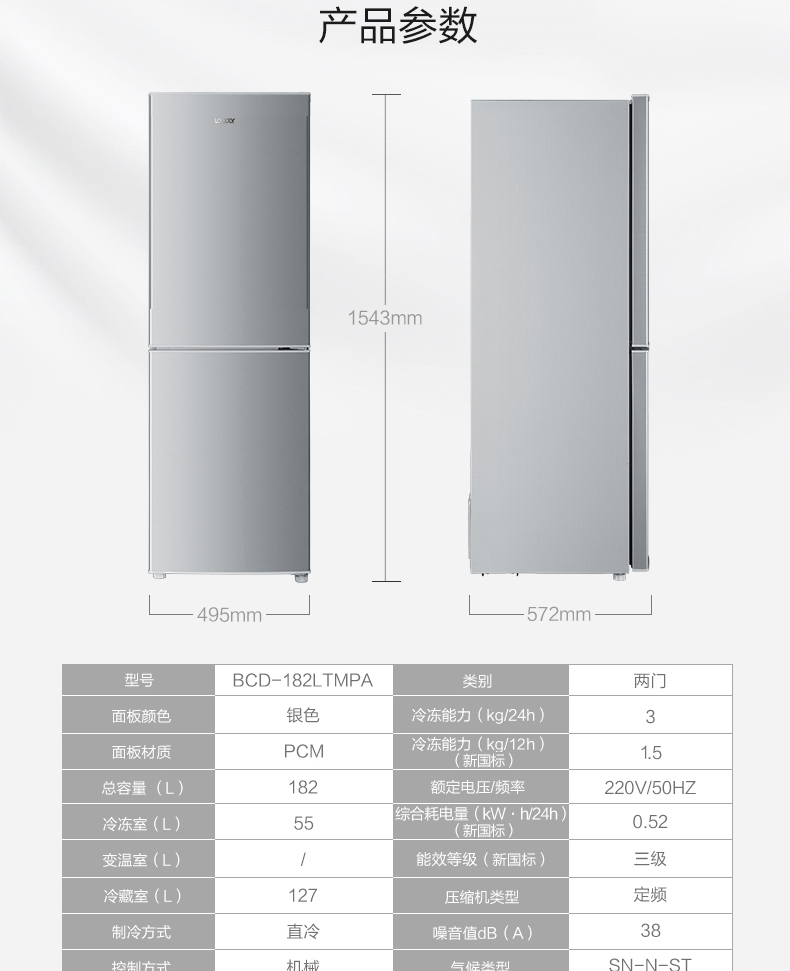 产品参数
1543mm
495mm
572mm
型号 BCD-182LTMPA 类别 两门
面板颜色 银色 冷冻能力（kg/24h） 3
面板材质 PCM 冷冻能力（kg/12h）
（新国标） 1.5
总容量（L） 182 额定电压/频率 220V/50HZ
冷冻室（L） 55 综合耗电量（kW·h/24h）
（新国标） 0.52
变温室（L） / 能效等级（新国标） 三级
冷藏室（L） 127 压缩机类型 定频
制冷方式 直冷 噪音值dB（A） 38
控制方式 机械 气候类型 SN-N-ST